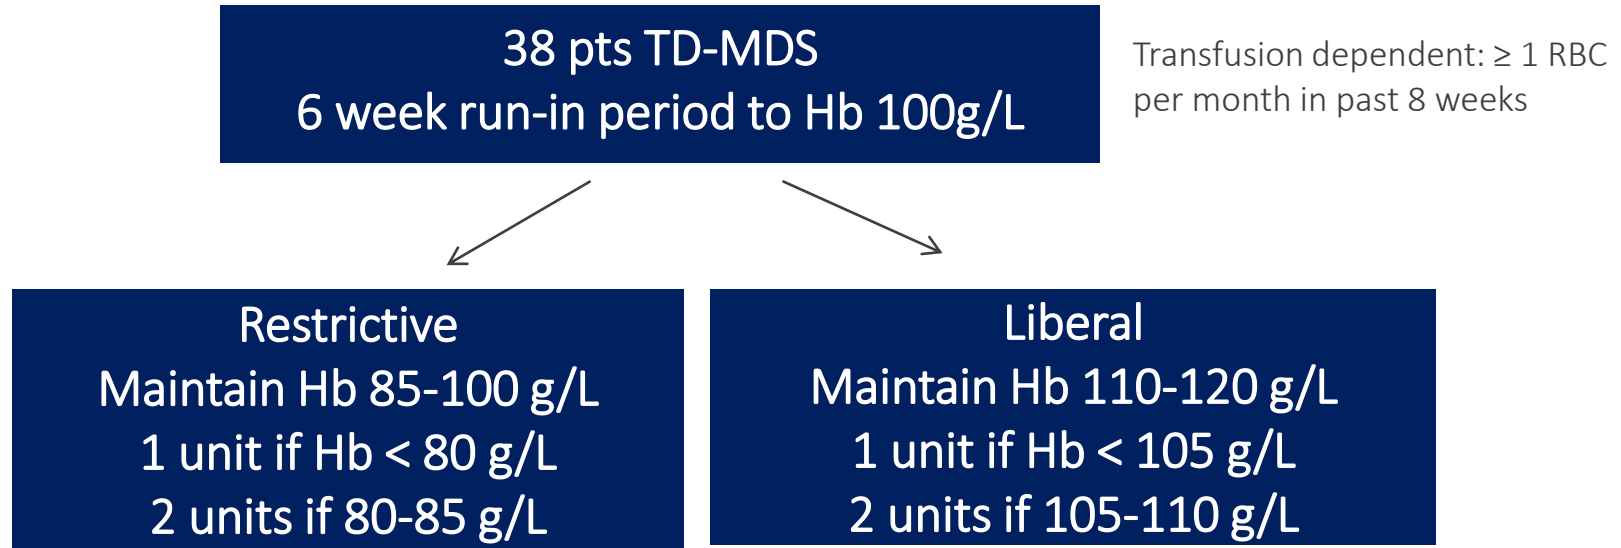 38 pts TD-MDS
6 week run-in period to Hb 100g/L
Transfusion dependent: ≥ 1 RBC
per month in past 8 weeks
Restrictive
Maintain Hb 85-100 g/L
1 unit if Hb < 80 g/L
2 units if 80-85 g/L
Liberal
Maintain Hb 110-120 g/L
1 unit if Hb < 105 g/L
2 units if 105-110 g/L